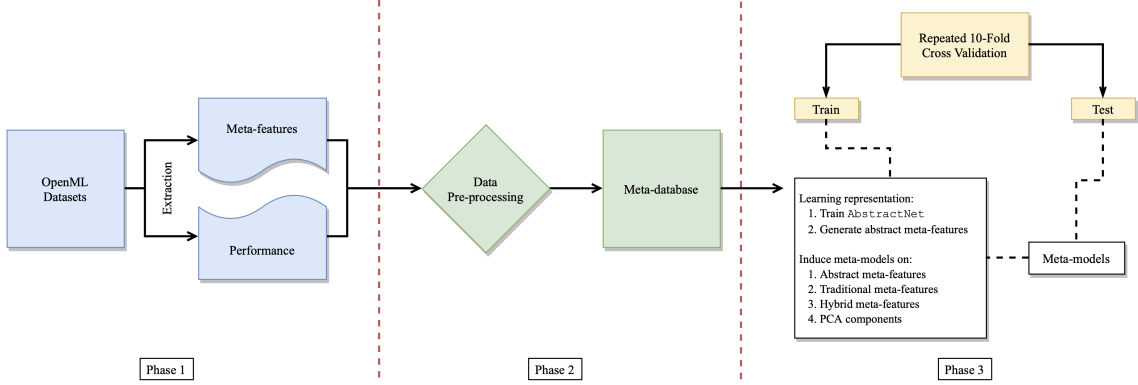 OpenML
Datasets
Extraction
Meta-features
Performance
Phase 1
Data
Pre-processing
Meta-database
Phase 2
Repeated 10-Fold
Cross Validation
Train
Test
Learning representation:
1. Train AbstractNet
2. Generate abstract meta-features
Induce meta-models on:
1. Abstract meta-features
2. Traditional meta-features
3. Hybrid meta-features
4. PCA components
Meta-models
Phase 3